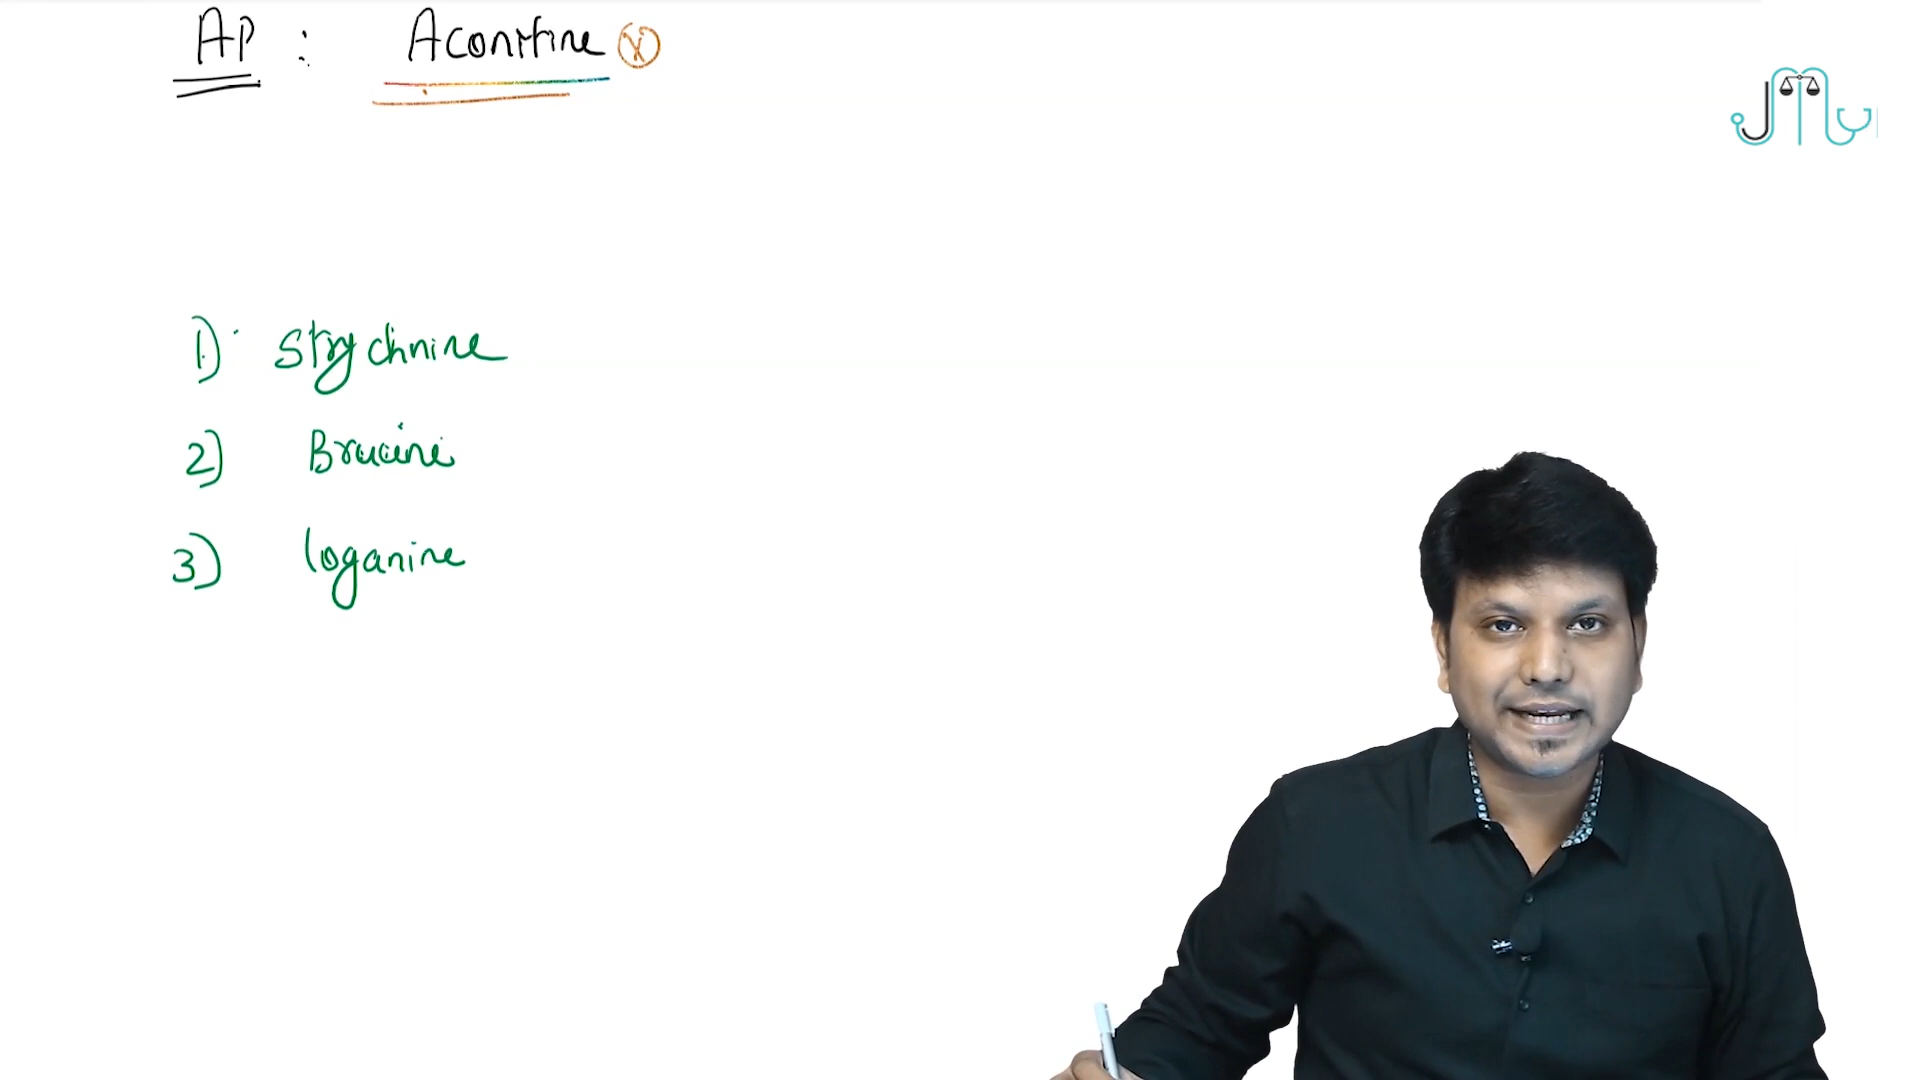 AP : Aconitine x
1) Strychnine
2) Brucine
3) loganine